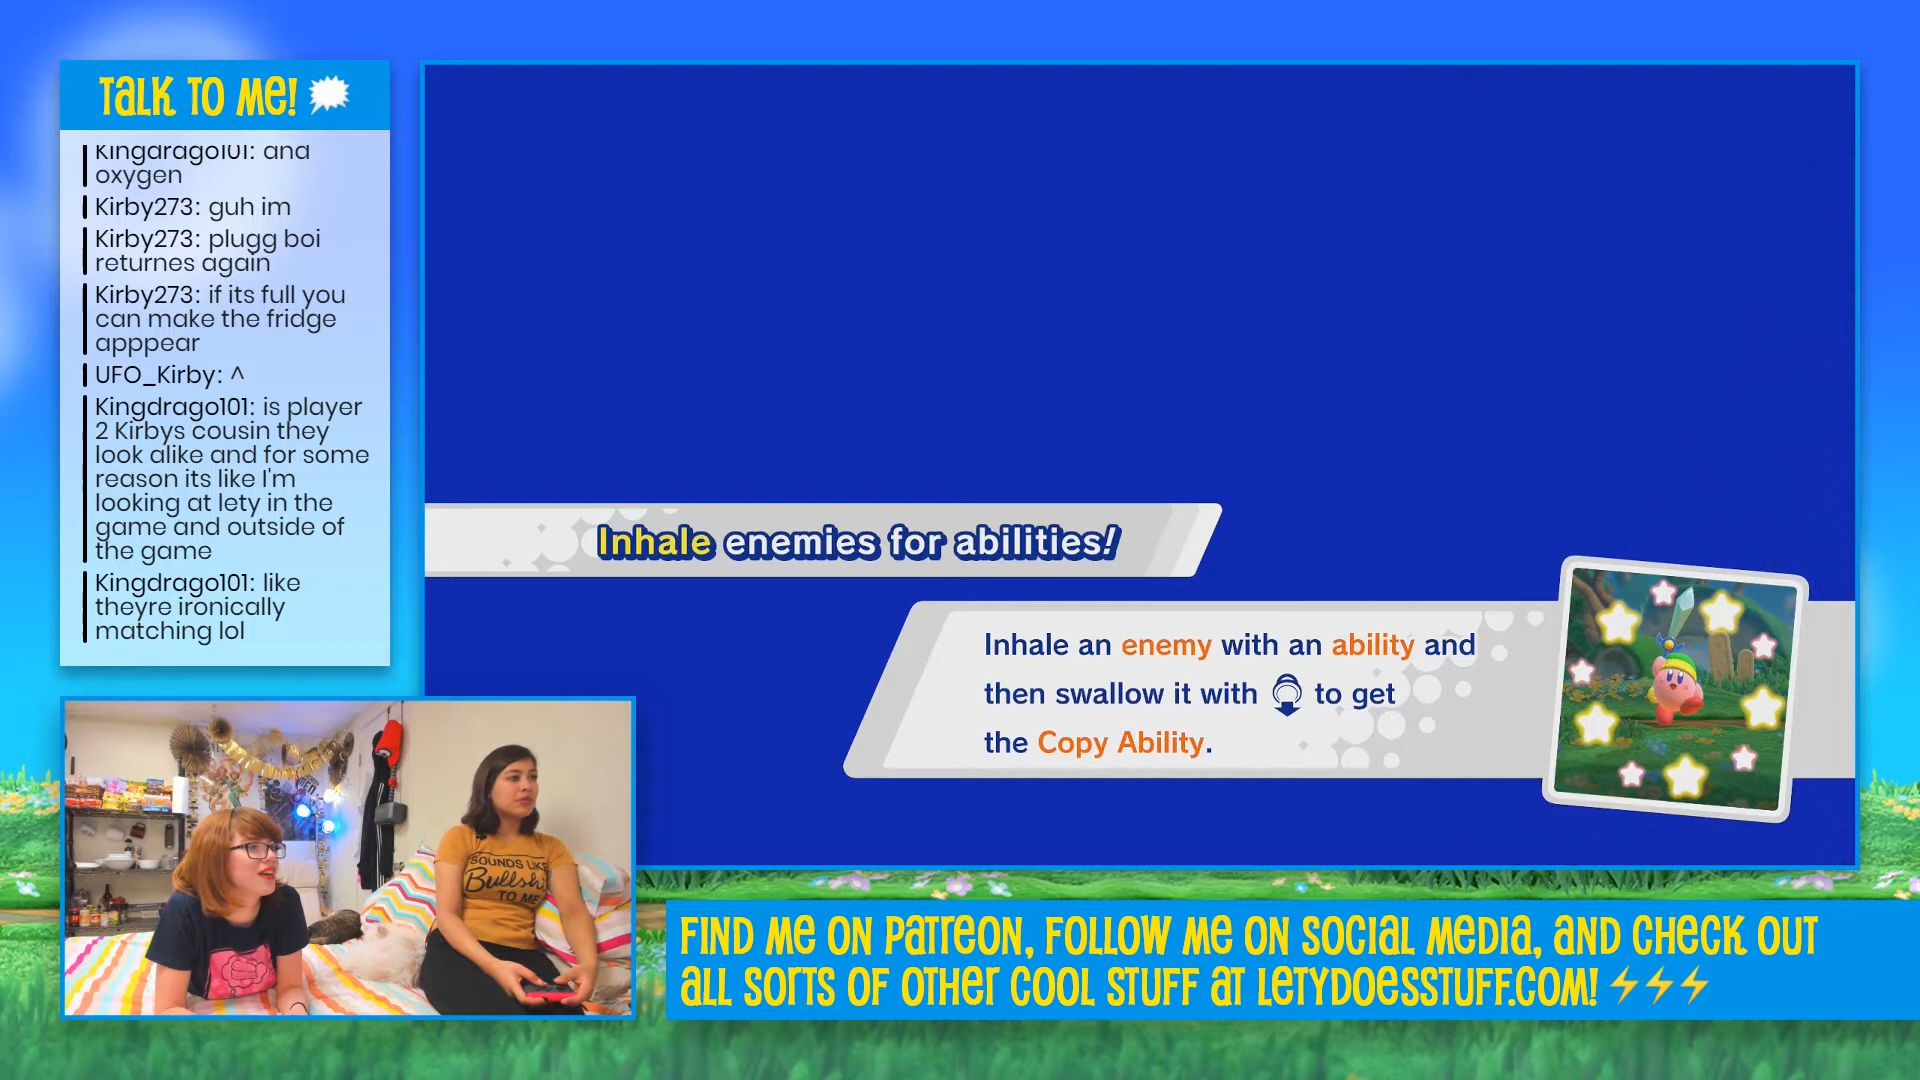 TALK TO ME!
Kingdrago101: and
oxygen
Kirby273: guh im
Kirby273: plugg boi
returnes again
Kirby273: if its full you
can make the fridge
apppear
UFO_Kirby: ^
Kingdrago101: is player
2 Kirbys cousin they
look alike and for some
reason its like I'm
looking at lety in the
game and outside of
the game
Kingdrago101: like
theyre ironically
matching lol
Inhale enemies for abilities!
Inhale an enemy with an ability and
then swallow it with to get
the Copy Ability.
SOUNDS LIKE
Bullshit
TO ME
FIND ME ON PATREON, FOLLOW ME ON SOCIAL MEDIA, AND CHECK OUT
ALL SORTS OF OTHER COOL STUFF AT LETYDOESSTUFF.COM! ⚡⚡⚡